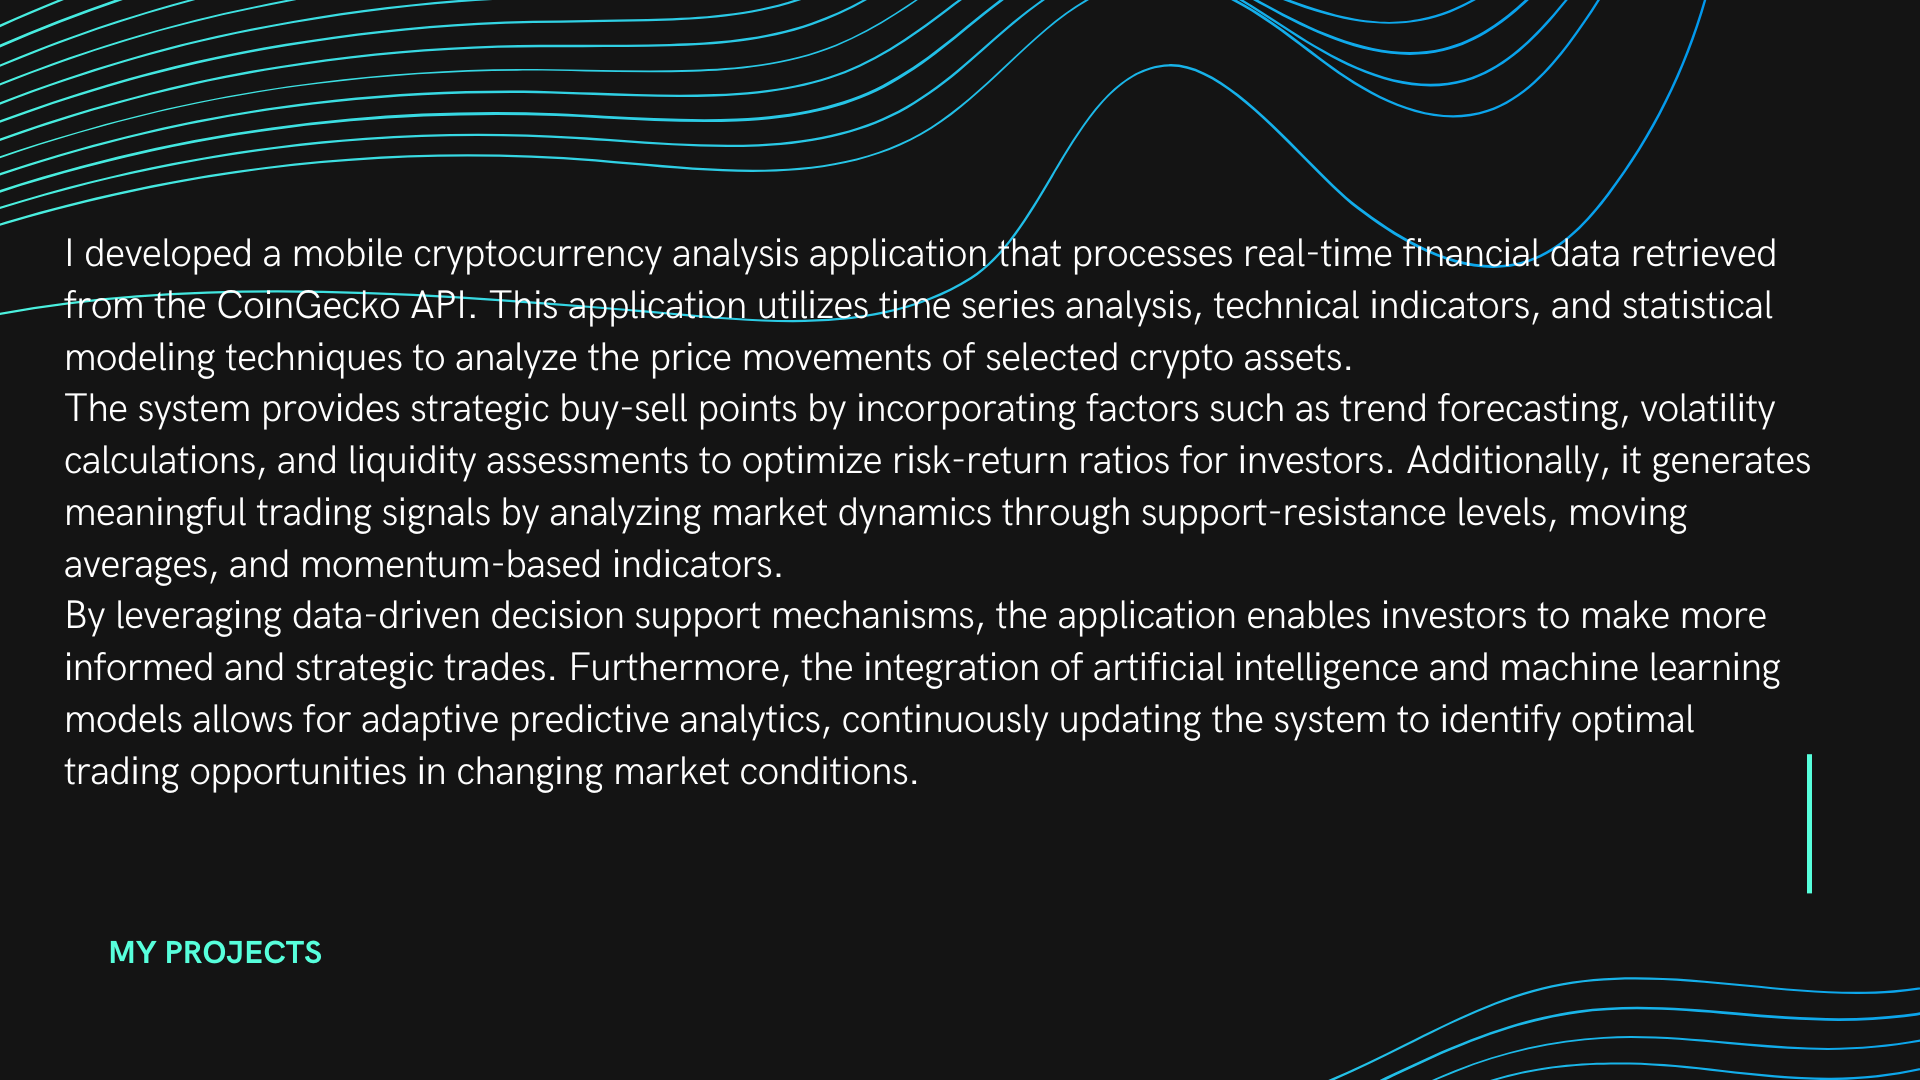 I developed a mobile cryptocurrency analysis application that processes real-time financial data retrieved
from the CoinGecko API. This application utilizes time series analysis, technical indicators, and statistical
modeling techniques to analyze the price movements of selected crypto assets.
The system provides strategic buy-sell points by incorporating factors such as trend forecasting, volatility
calculations, and liquidity assessments to optimize risk-return ratios for investors. Additionally, it generates
meaningful trading signals by analyzing market dynamics through support-resistance levels, moving
averages, and momentum-based indicators.
By leveraging data-driven decision support mechanisms, the application enables investors to make more
informed and strategic trades. Furthermore, the integration of artificial intelligence and machine learning
models allows for adaptive predictive analytics, continuously updating the system to identify optimal
trading opportunities in changing market conditions.
MY PROJECTS